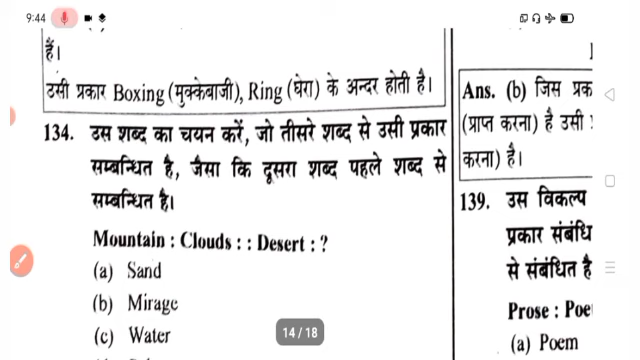 9:44
हैं।
उसी प्रकार Boxing (मुक्केबाजी), Ring (घेरा) के अन्दर होती है।
134. उस शब्द का चयन करें, जो तीसरे शब्द से उसी प्रकार
सम्बन्धित है, जैसा कि दूसरा शब्द पहले शब्द से
सम्बन्धित है।
Mountain : Clouds : : Desert : ?
(a) Sand
(b) Mirage
(c) Water
14 / 18
Ans. (b) जिस प्रक
(प्राप्त करना) है उसी
करना) है।
139. उस विकल्प
प्रकार संबंधि
से संबंधित है
Prose : Poe
(a) Poem